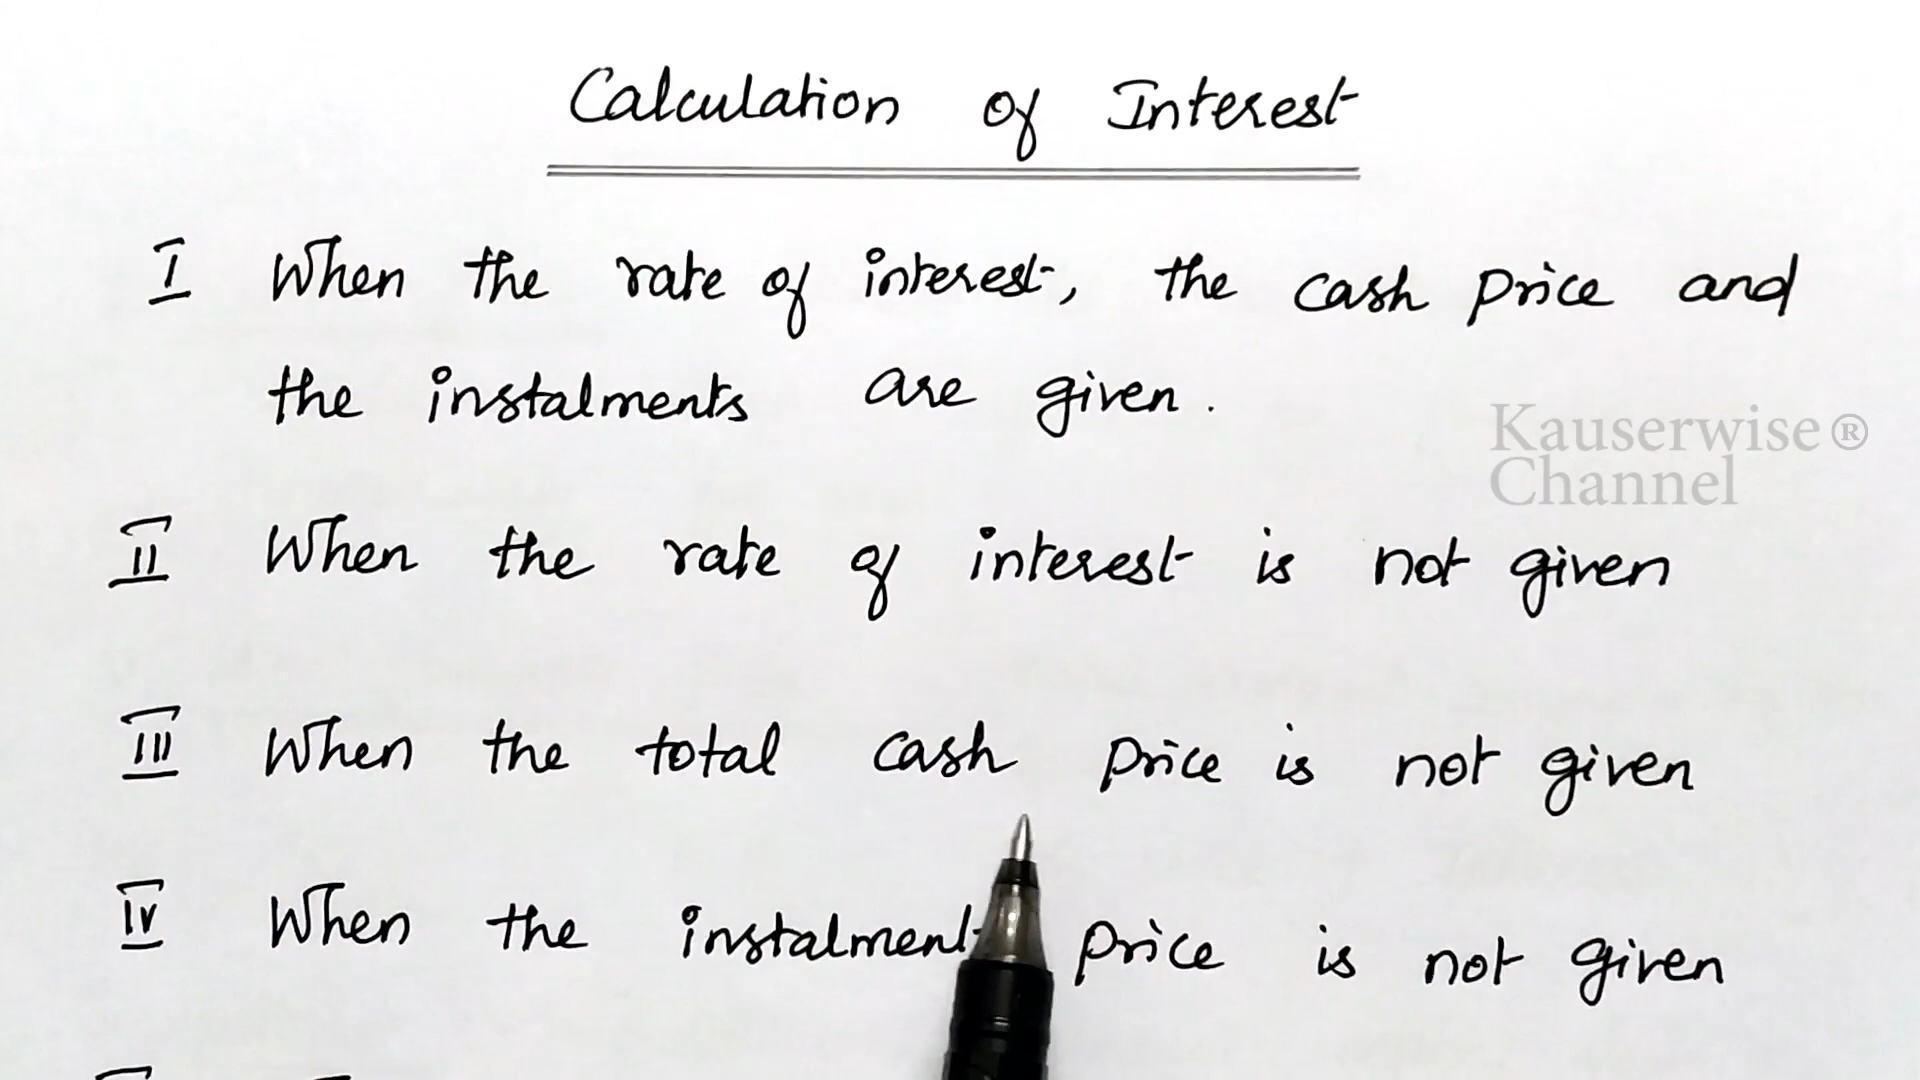 Calculation of Interest
I When the rate of interest, the cash price and
the instalments are given.
Kauserwise®
Channel
II When the rate of interest is not given
III When the total cash price is not given
IV When the instalment price is not given